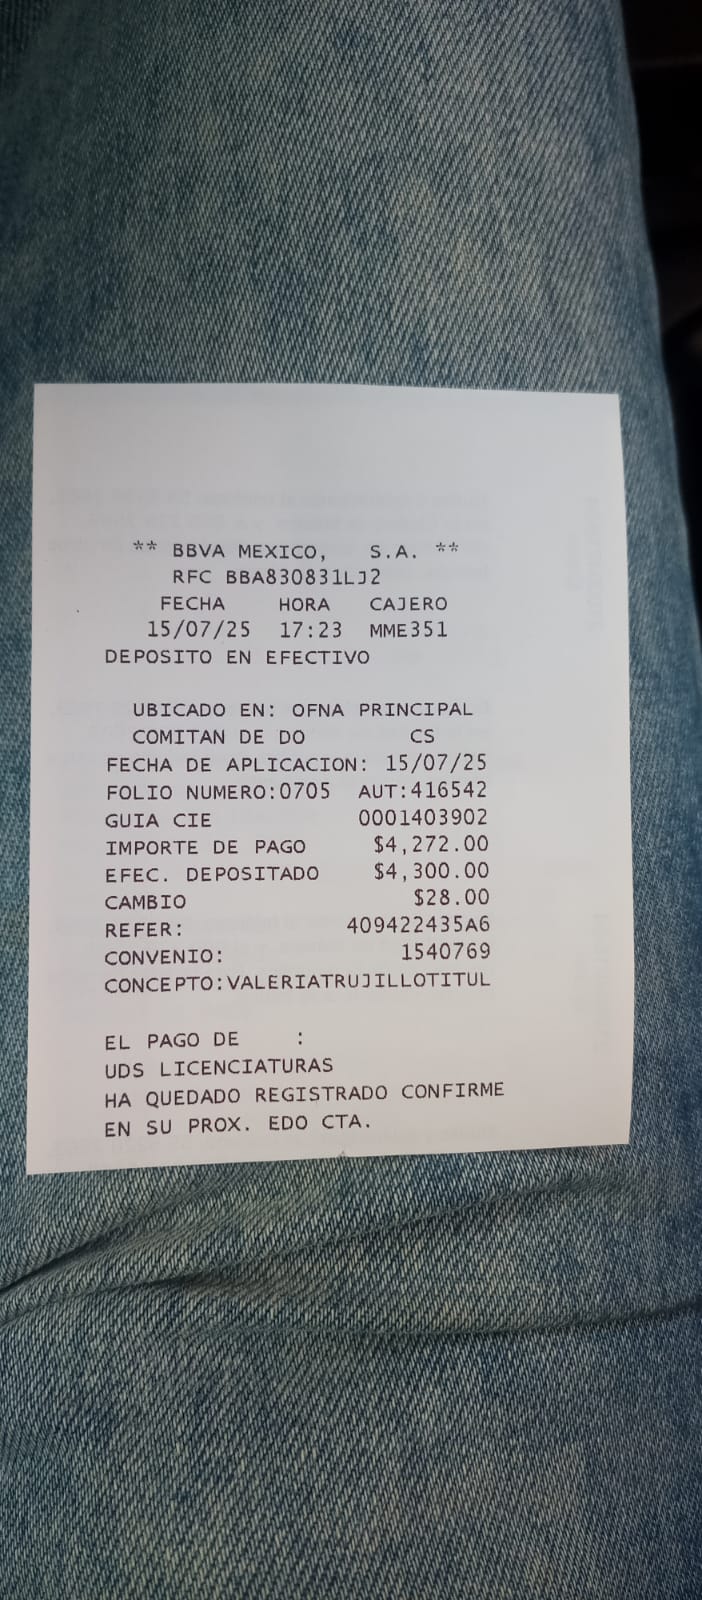 ** BBVA MEXICO, S.A. **
RFC BBA830831LJ2
FECHA HORA CAJERO
15/07/25 17:23 MME351
DEPOSITO EN EFECTIVO
UBICADO EN: OFNA PRINCIPAL
COMITAN DE DO CS
FECHA DE APLICACION: 15/07/25
FOLIO NUMERO:0705 AUT:416542
GUIA CIE 0001403902
IMPORTE DE PAGO $4,272.00
EFEC. DEPOSITADO $4,300.00
CAMBIO $28.00
REFER: 409422435A6
CONVENIO: 1540769
CONCEPTO:VALERIATRUJILLOTITUL
EL PAGO DE :
UDS LICENCIATURAS
HA QUEDADO REGISTRADO CONFIRME
EN SU PROX. EDO CTA.